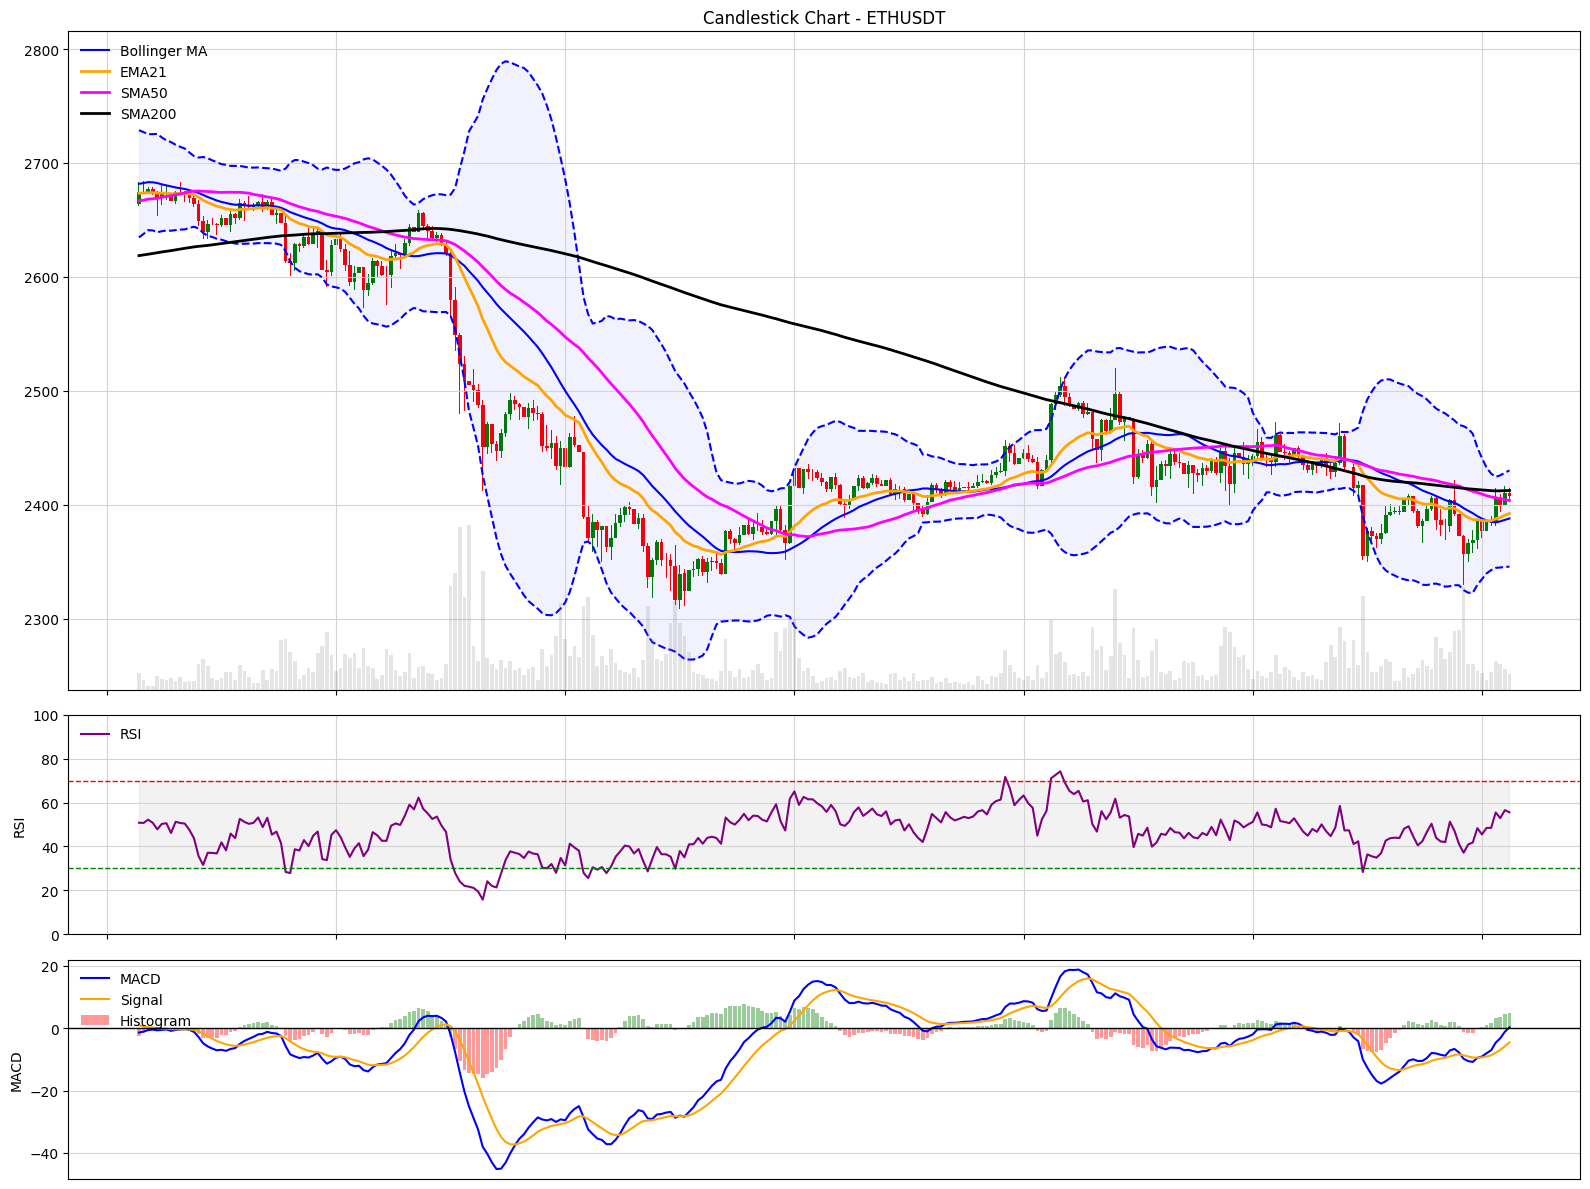 Candlestick Chart - ETHUSDT
2800
2700
2600
2500
2400
2300
Bollinger MA
EMA21
SMA50
SMA200
100
80
60
40
20
0
RSI
RSI
20
0
−20
−40
MACD
MACD
Signal
Histogram